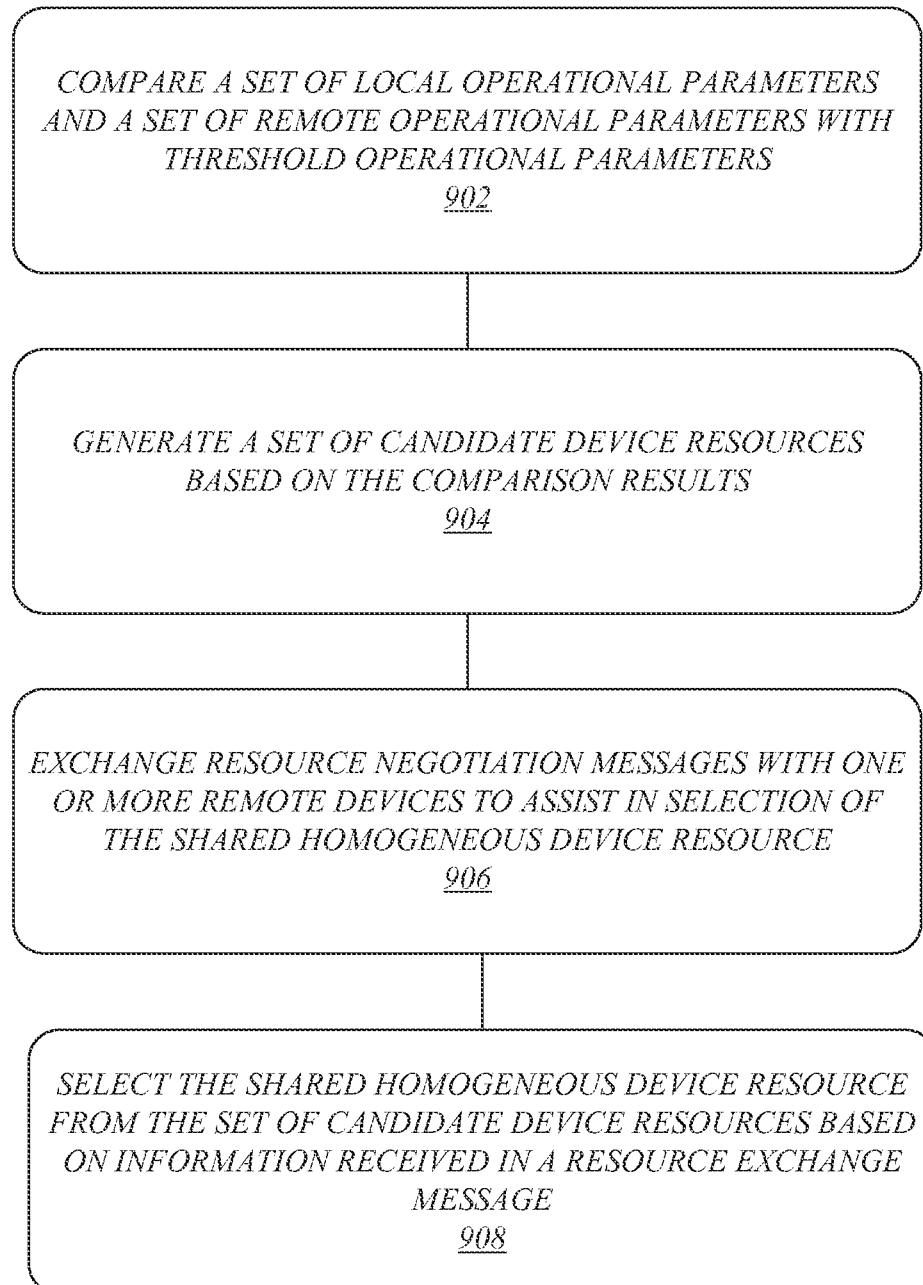 COMPARE A SET OF LOCAL OPERATIONAL PARAMETERS
AND A SET OF REMOTE OPERATIONAL PARAMETERS WITH
THRESHOLD OPERATIONAL PARAMETERS
902
GENERATE A SET OF CANDIDATE DEVICE RESOURCES
BASED ON THE COMPARISON RESULTS
904
EXCHANGE RESOURCE NEGOTIATION MESSAGES WITH ONE
OR MORE REMOTE DEVICES TO ASSIST IN SELECTION OF
THE SHARED HOMOGENEOUS DEVICE RESOURCE
906
SELECT THE SHARED HOMOGENEOUS DEVICE RESOURCE
FROM THE SET OF CANDIDATE DEVICE RESOURCES BASED
ON INFORMATION RECEIVED IN A RESOURCE EXCHANGE
MESSAGE
908